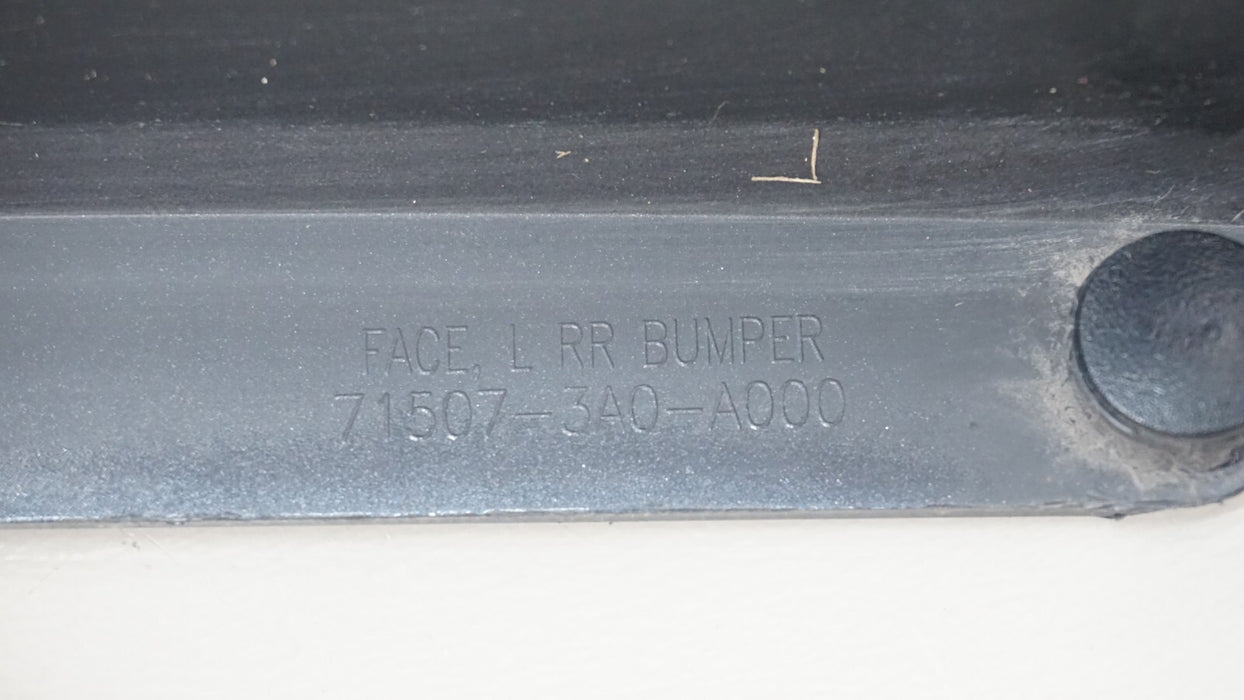 FACE, L RR BUMPER
71507-3A0-A000